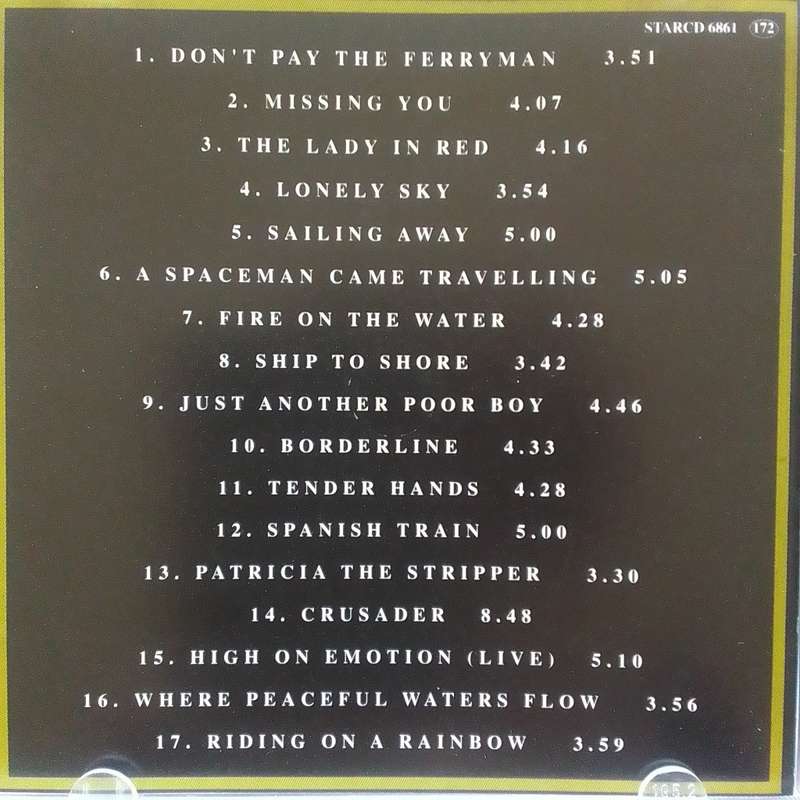 STARCD 6861 172
1. DON'T PAY THE FERRYMAN 3.51
2. MISSING YOU 4.07
3. THE LADY IN RED 4.16
4. LONELY SKY 3.54
5. SAILING AWAY 5.00
6. A SPACEMAN CAME TRAVELLING 5.05
7. FIRE ON THE WATER 4.28
8. SHIP TO SHORE 3.42
9. JUST ANOTHER POOR BOY 4.46
10. BORDERLINE 4.33
11. TENDER HANDS 4.28
12. SPANISH TRAIN 5.00
13. PATRICIA THE STRIPPER 3.30
14. CRUSADER 8.48
15. HIGH ON EMOTION (LIVE) 5.10
16. WHERE PEACEFUL WATERS FLOW 3.56
17. RIDING ON A RAINBOW 3.59